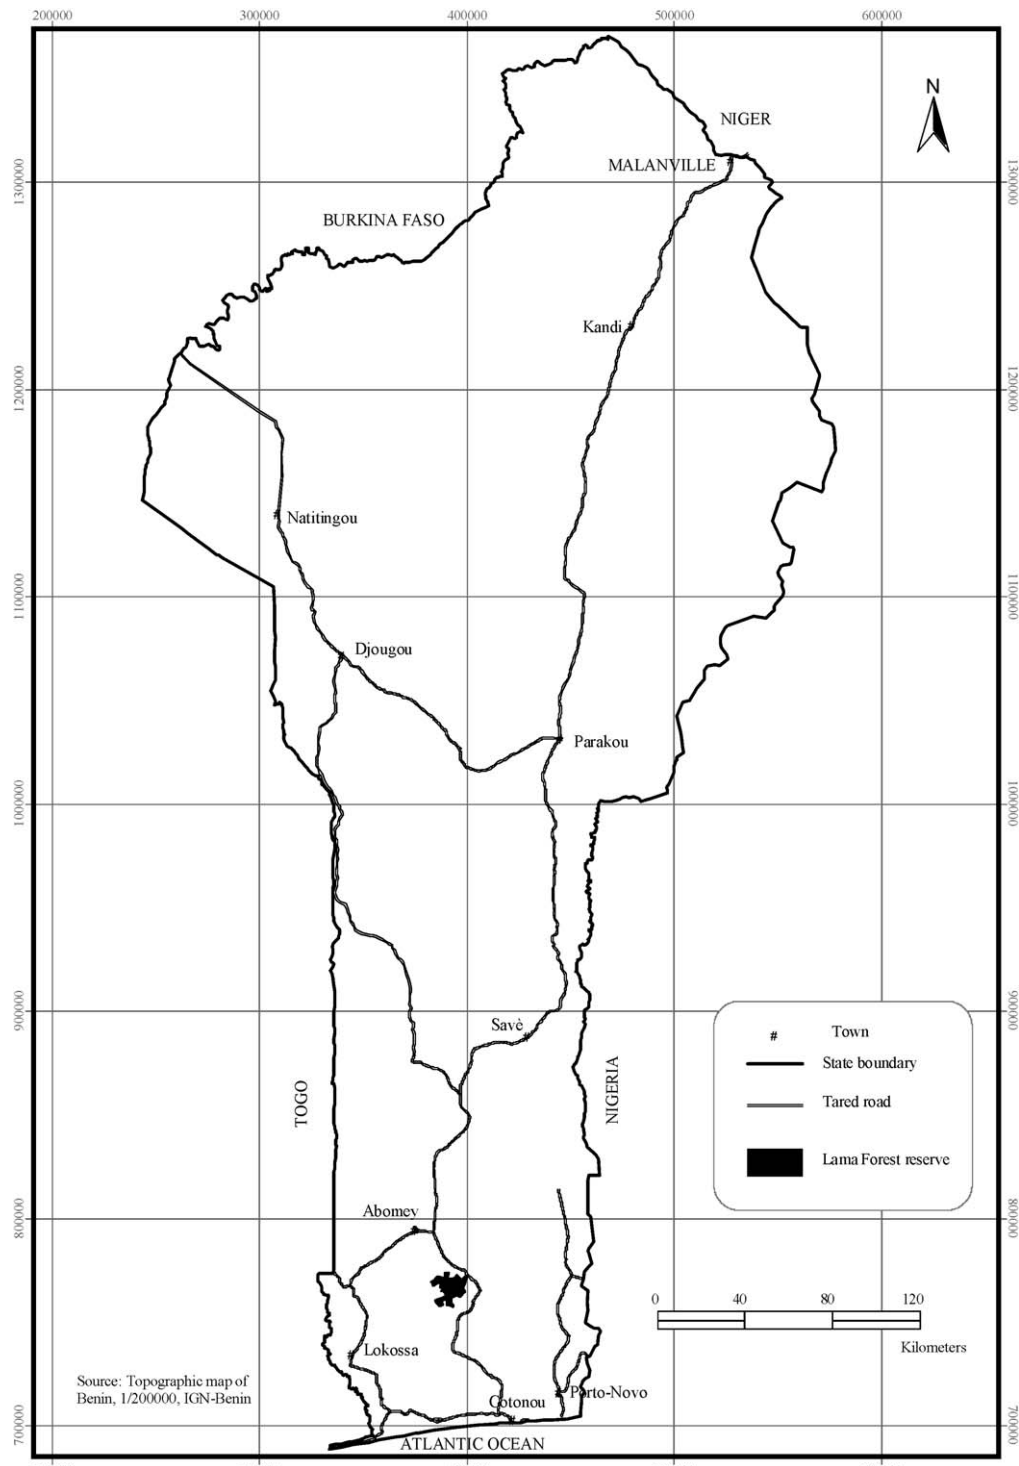 200000 300000 400000 500000 600000
N
NIGER
MALANVILLE
1300000 1300000
BURKINA FASO
Kandi
1200000 1200000
Natitingou
1100000 1100000
Djougou
Parakou
1000000 1000000
900000 900000
Savè
# Town
State boundary
TOGO
NIGERIA
Tared road
Lama Forest reserve
Abomey
800000 800000
0 40 80 120
Kilometers
Lokossa
Source: Topographic map of
Benin, 1/200000, IGN-Benin
Porto-Novo
Cotonou
700000 700000
ATLANTIC OCEAN